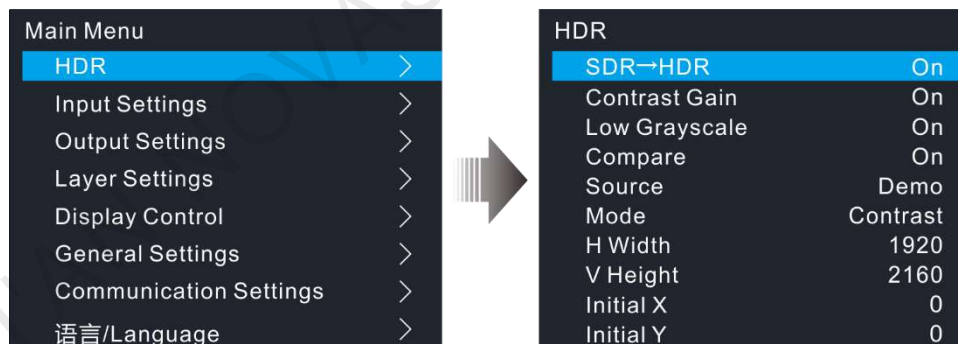 Main Menu
HDR
Input Settings
Output Settings
Layer Settings
Display Control
General Settings
Communication Settings
语言/Language
HDR
SDR→HDR On
Contrast Gain On
Low Grayscale On
Compare On
Source Demo
Mode Contrast
H Width 1920
V Height 2160
Initial X 0
Initial Y 0